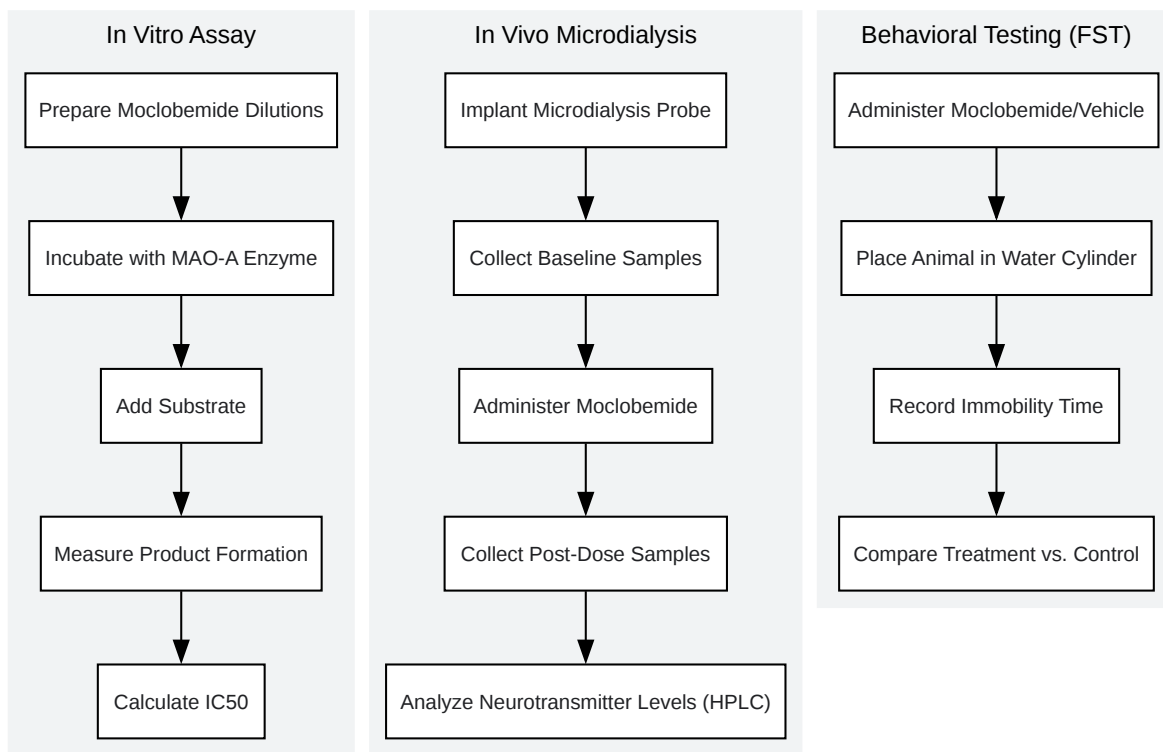 In Vitro Assay
Prepare Moclobemide Dilutions
Incubate with MAO-A Enzyme
Add Substrate
Measure Product Formation
Calculate IC50
In Vivo Microdialysis
Implant Microdialysis Probe
Collect Baseline Samples
Administer Moclobemide
Collect Post-Dose Samples
Analyze Neurotransmitter Levels (HPLC)
Behavioral Testing (FST)
Administer Moclobemide/Vehicle
Place Animal in Water Cylinder
Record Immobility Time
Compare Treatment vs. Control